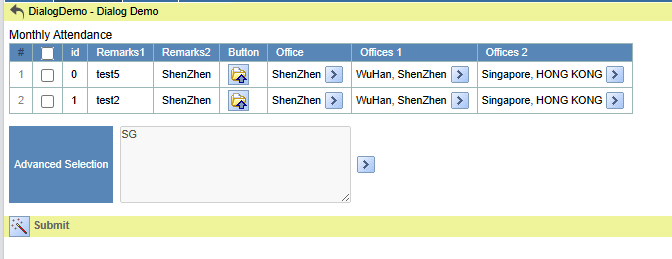 DialogDemo - Dialog Demo
Monthly Attendance
# id Remarks1 Remarks2 Button Office Offices 1 Offices 2
1 0 test5 ShenZhen ShenZhen WuHan, ShenZhen Singapore, HONG KONG
2 1 test2 ShenZhen ShenZhen WuHan, ShenZhen Singapore, HONG KONG
SG
Advanced Selection
Submit